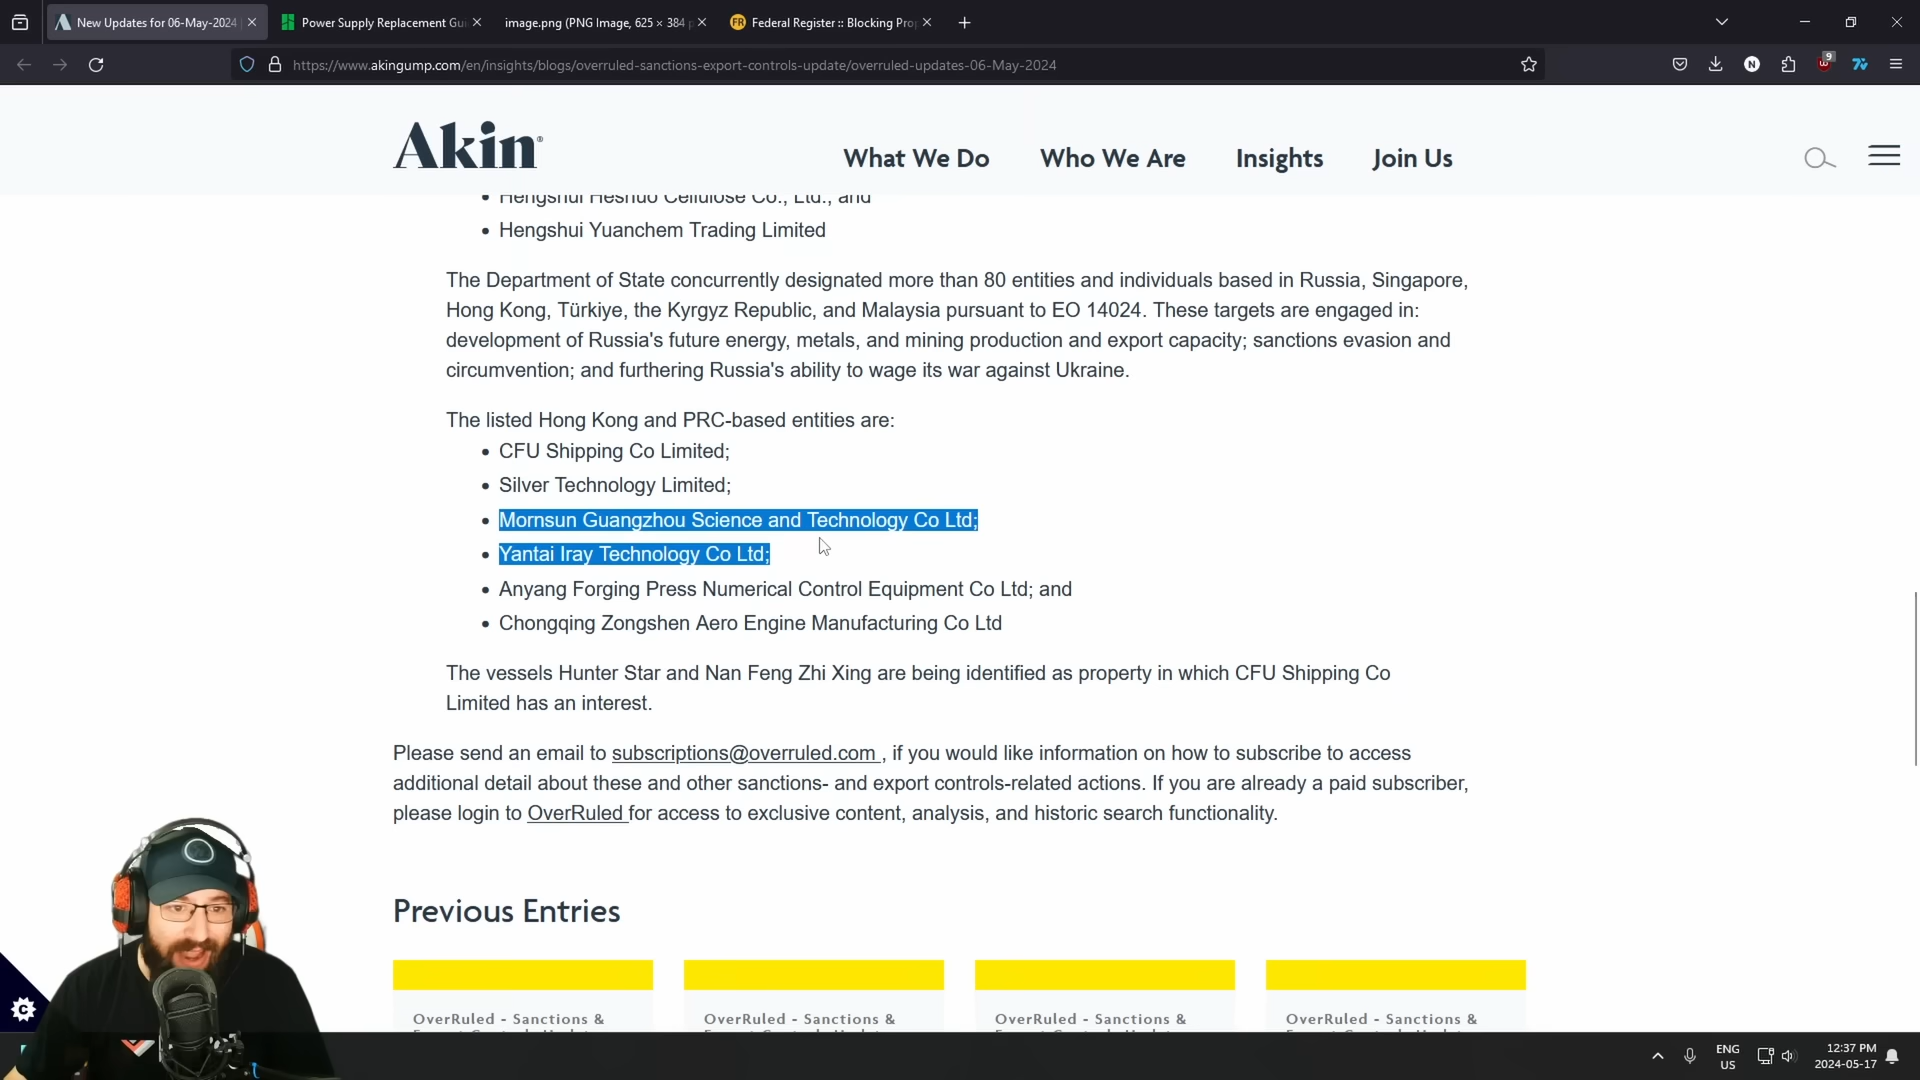 New Updates for 06-May-2024
Power Supply Replacement Gu
image.png (PNG Image, 625 × 384 p
FR
Federal Register :: Blocking Pro
https://www.akingump.com/en/insights/blogs/overruled-sanctions-export-controls-update/overruled-updates-06-May-2024
N
9
Akin
What We Do
Who We Are
Insights
Join Us
• Hengshui Heshuo Cellulose Co., Ltd., and
• Hengshui Yuanchem Trading Limited
The Department of State concurrently designated more than 80 entities and individuals based in Russia, Singapore,
Hong Kong, Türkiye, the Kyrgyz Republic, and Malaysia pursuant to EO 14024. These targets are engaged in:
development of Russia's future energy, metals, and mining production and export capacity; sanctions evasion and
circumvention; and furthering Russia's ability to wage its war against Ukraine.
The listed Hong Kong and PRC-based entities are:
• CFU Shipping Co Limited;
• Silver Technology Limited;
• Mornsun Guangzhou Science and Technology Co Ltd;
• Yantai Iray Technology Co Ltd;
• Anyang Forging Press Numerical Control Equipment Co Ltd; and
• Chongqing Zongshen Aero Engine Manufacturing Co Ltd
The vessels Hunter Star and Nan Feng Zhi Xing are being identified as property in which CFU Shipping Co
Limited has an interest.
Please send an email to subscriptions@overruled.com , if you would like information on how to subscribe to access
additional detail about these and other sanctions- and export controls-related actions. If you are already a paid subscriber,
please login to OverRuled for access to exclusive content, analysis, and historic search functionality.
Previous Entries
OverRuled - Sanctions &
OverRuled - Sanctions &
OverRuled - Sanctions &
OverRuled - Sanctions &
ENG
US
12:37 PM
2024-05-17